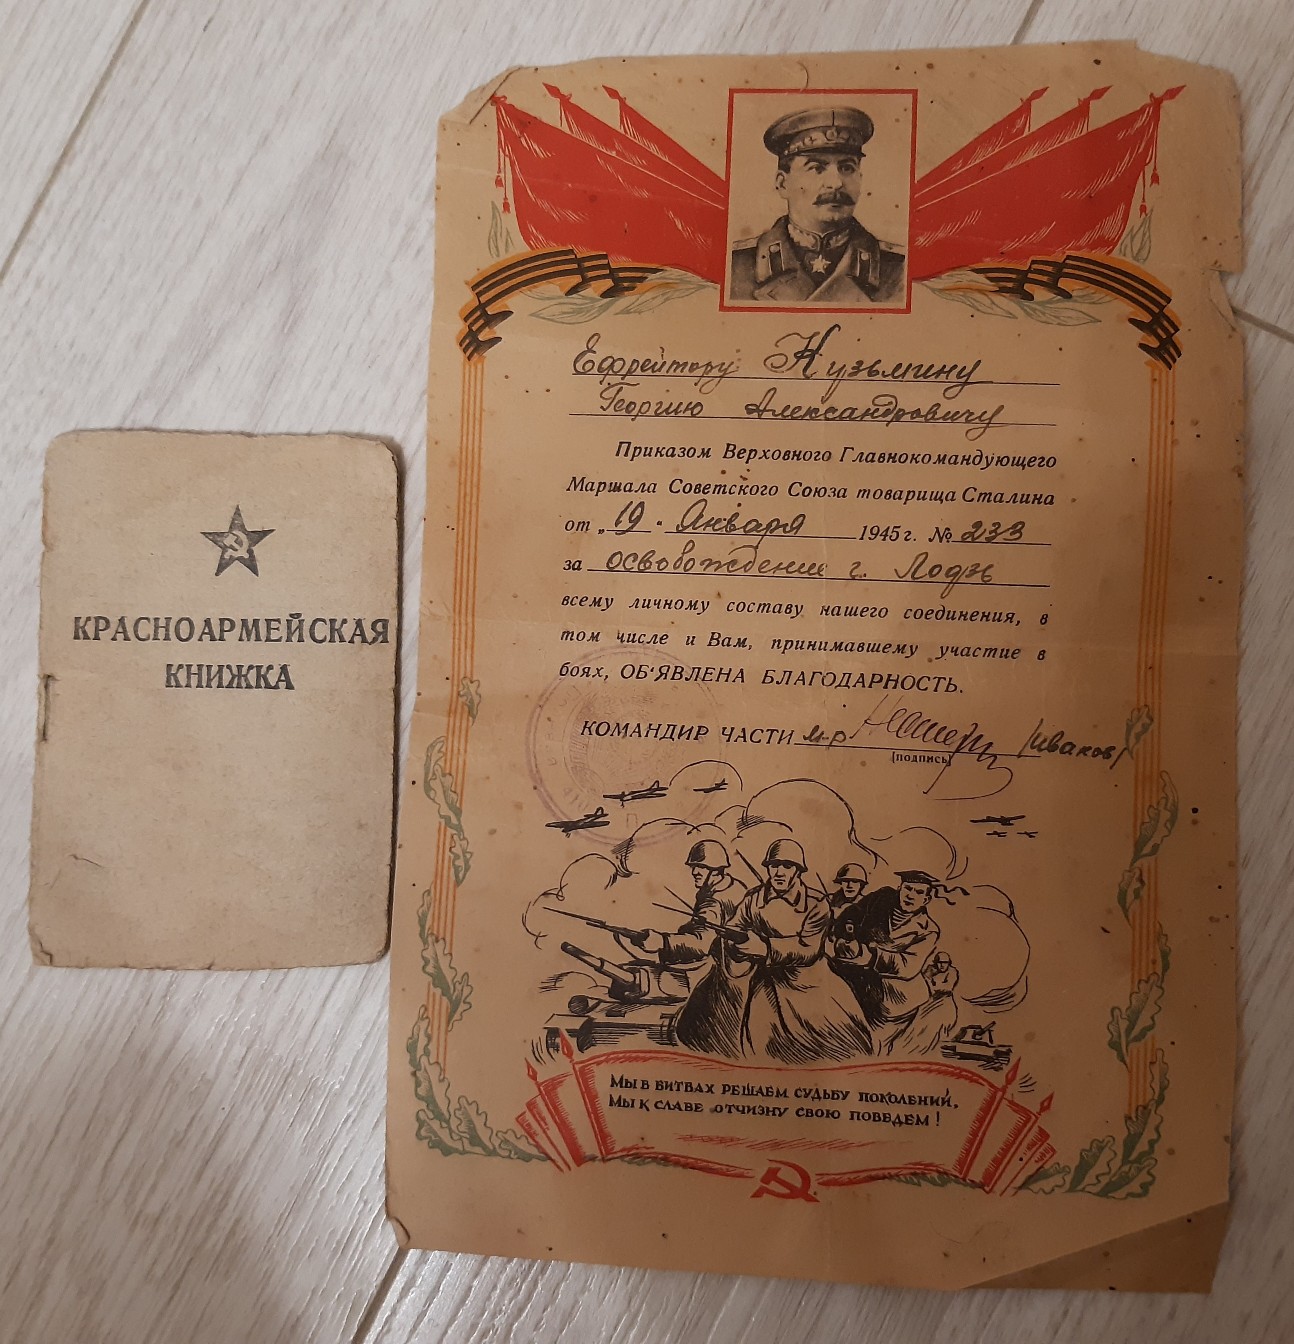 КРАСНОАРМЕЙСКАЯ
КНИЖКА
Ефрейтору Кузьмину
Георгию Александровичу
Приказом Верховного Главнокомандующего
Маршала Советского Союза товарища Сталина
от „19" Января 1945 г. № 233
за освобождение г. Лодзь
всему личному составу нашего соединения, в
том числе и Вам, принимавшему участие в
боях, ОБ'ЯВЛЕНА БЛАГОДАРНОСТЬ.
КОМАНДИР ЧАСТИ м-р /Иванов/
(подпись)
МЫ В БИТВАХ РЕШАЕМ СУДЬБУ ПОКОЛЕНИЙ,
МЫ К СЛАВЕ ОТЧИЗНУ СВОЮ ПОВЕДЕМ!